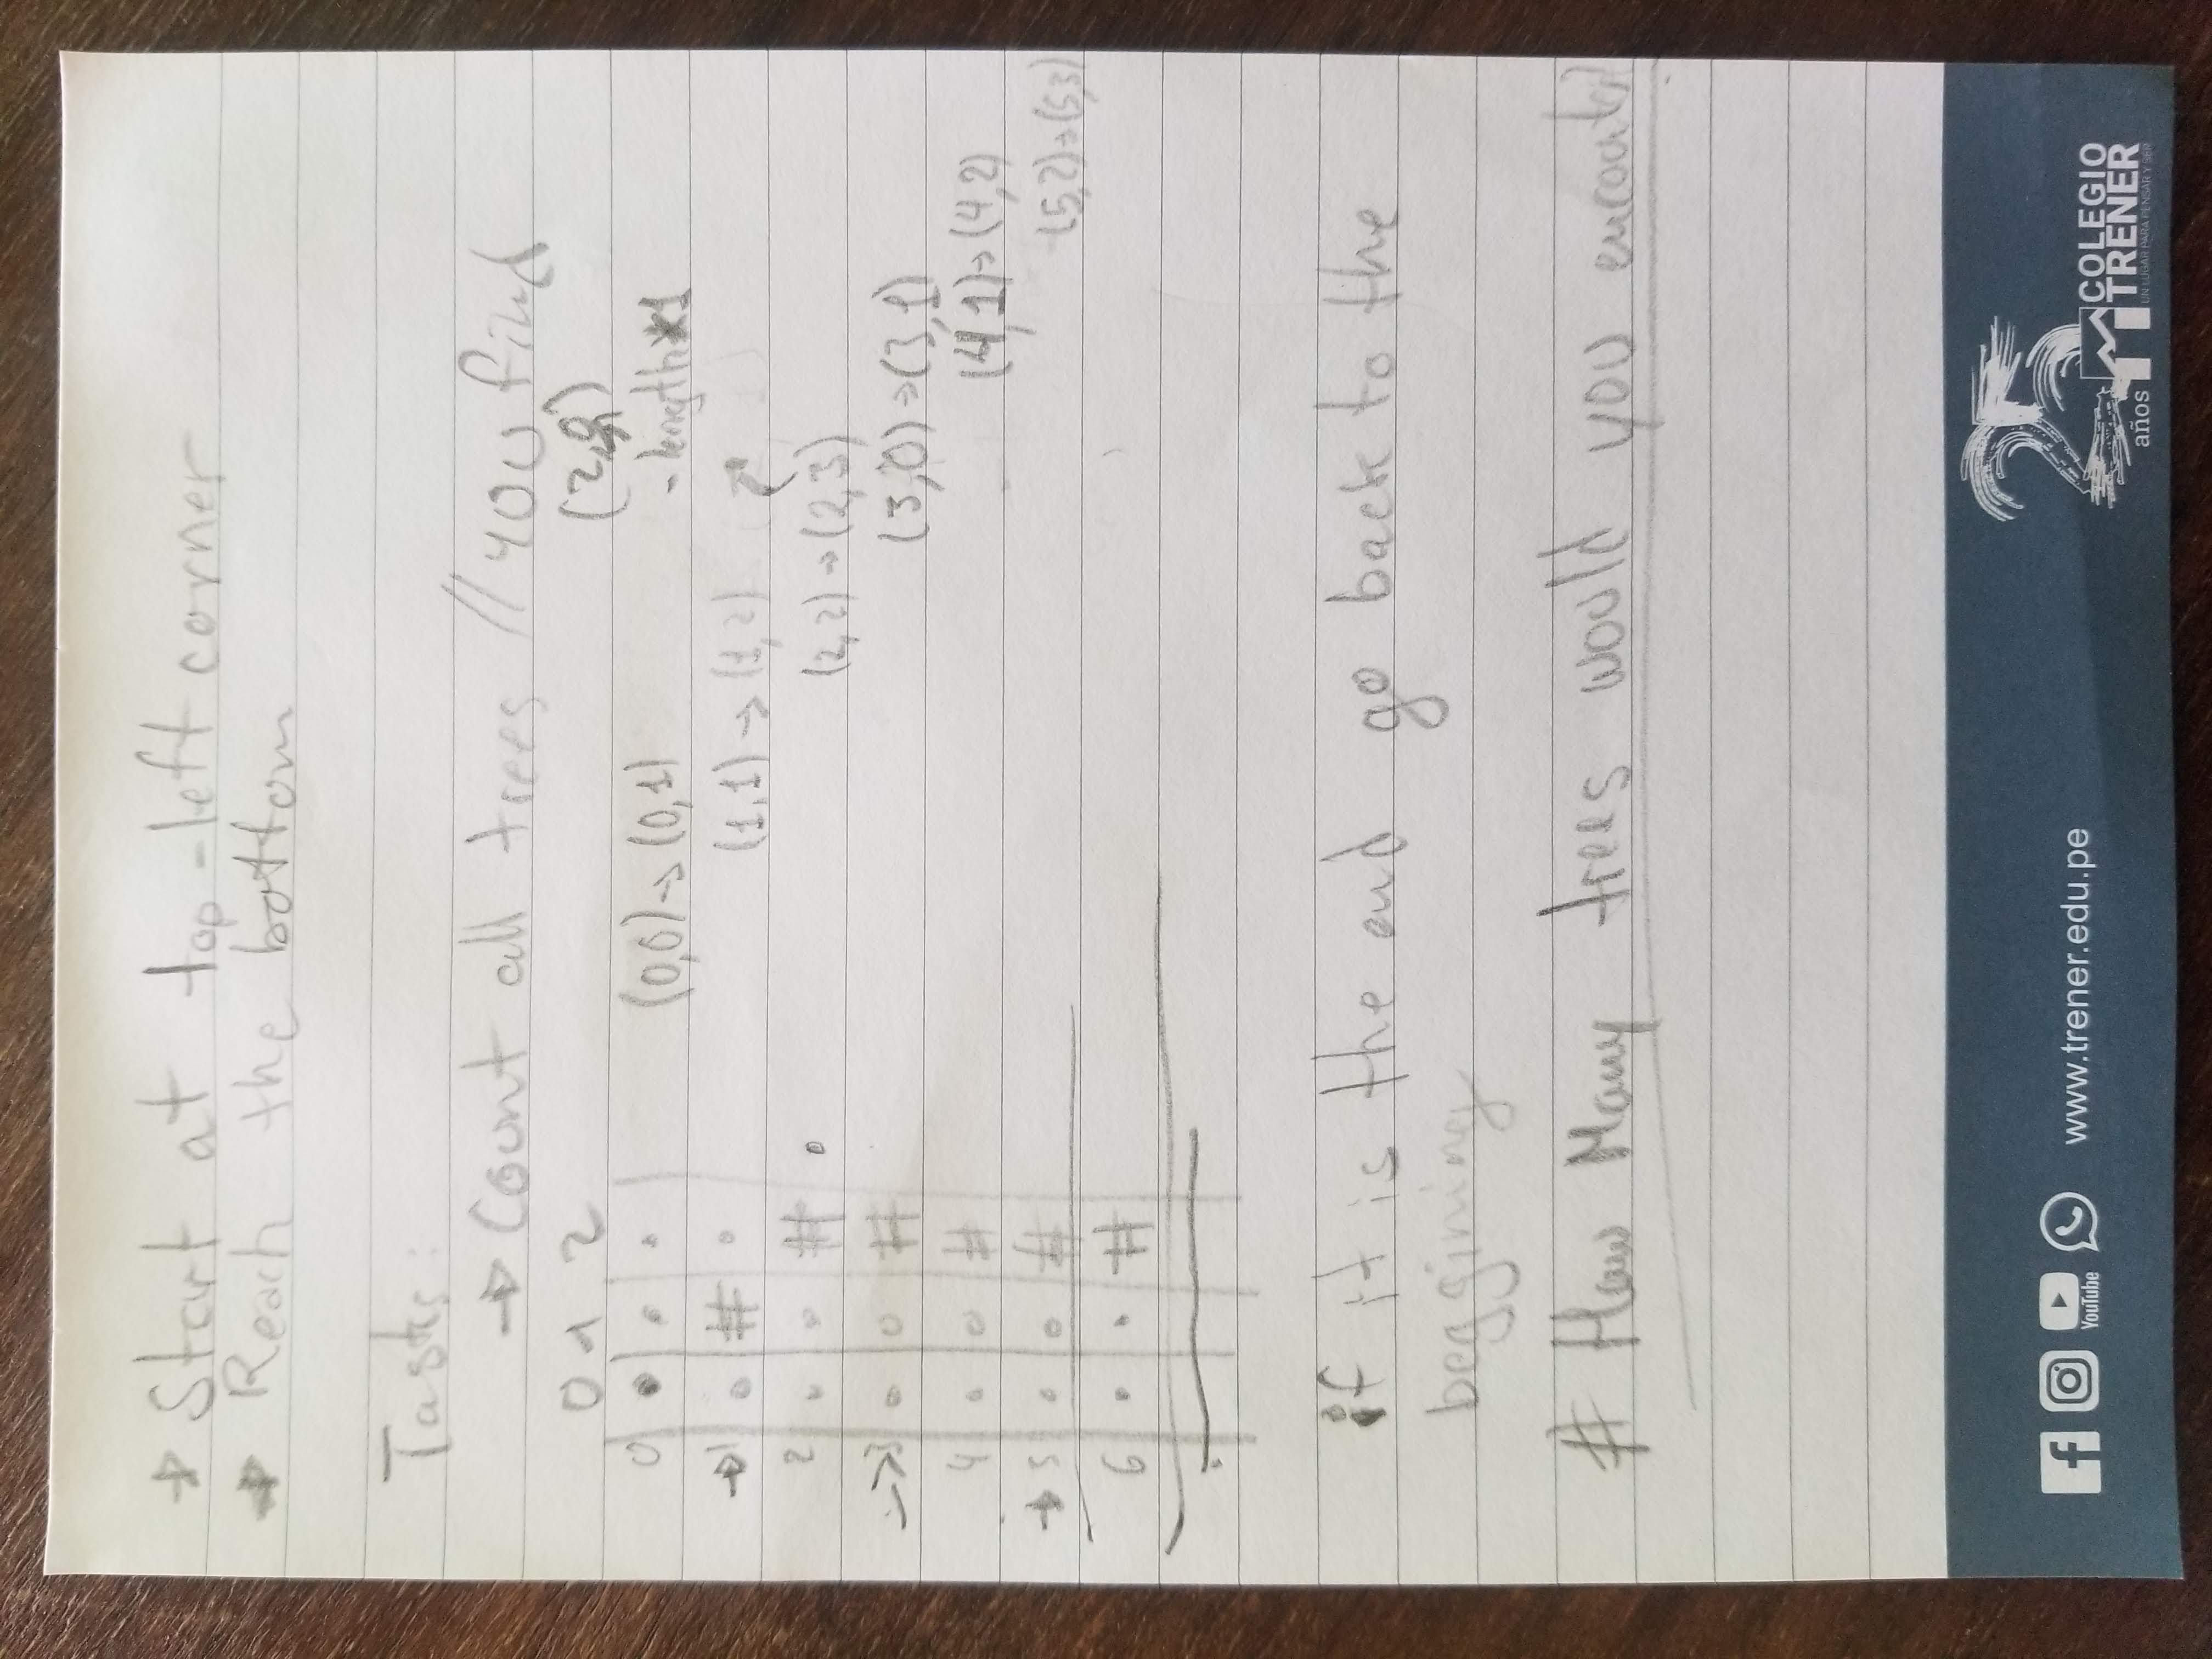 → Start at top-left corner
→ Reach the bottom
Tasks:
→ Count all trees // you find
0 1 2
(2,
0 • . . (0,0) → (0,1) - length 1
→ 1 . # . (1,1) → (1,2)
2 . . # . (2,2) → (2,3)
→ 3 . . # (3,0) → (3,1)
4 . . # (4,1) → (4,2)
→ 5 . . # (5,2) → (5,3)
6 . . #
if it is the end go back to the
beggining
# How Many trees would you
YouTube
www.trener.edu.pe
25
años
COLEGIO
TRENER
UN LUGAR PARA PENSAR Y SER